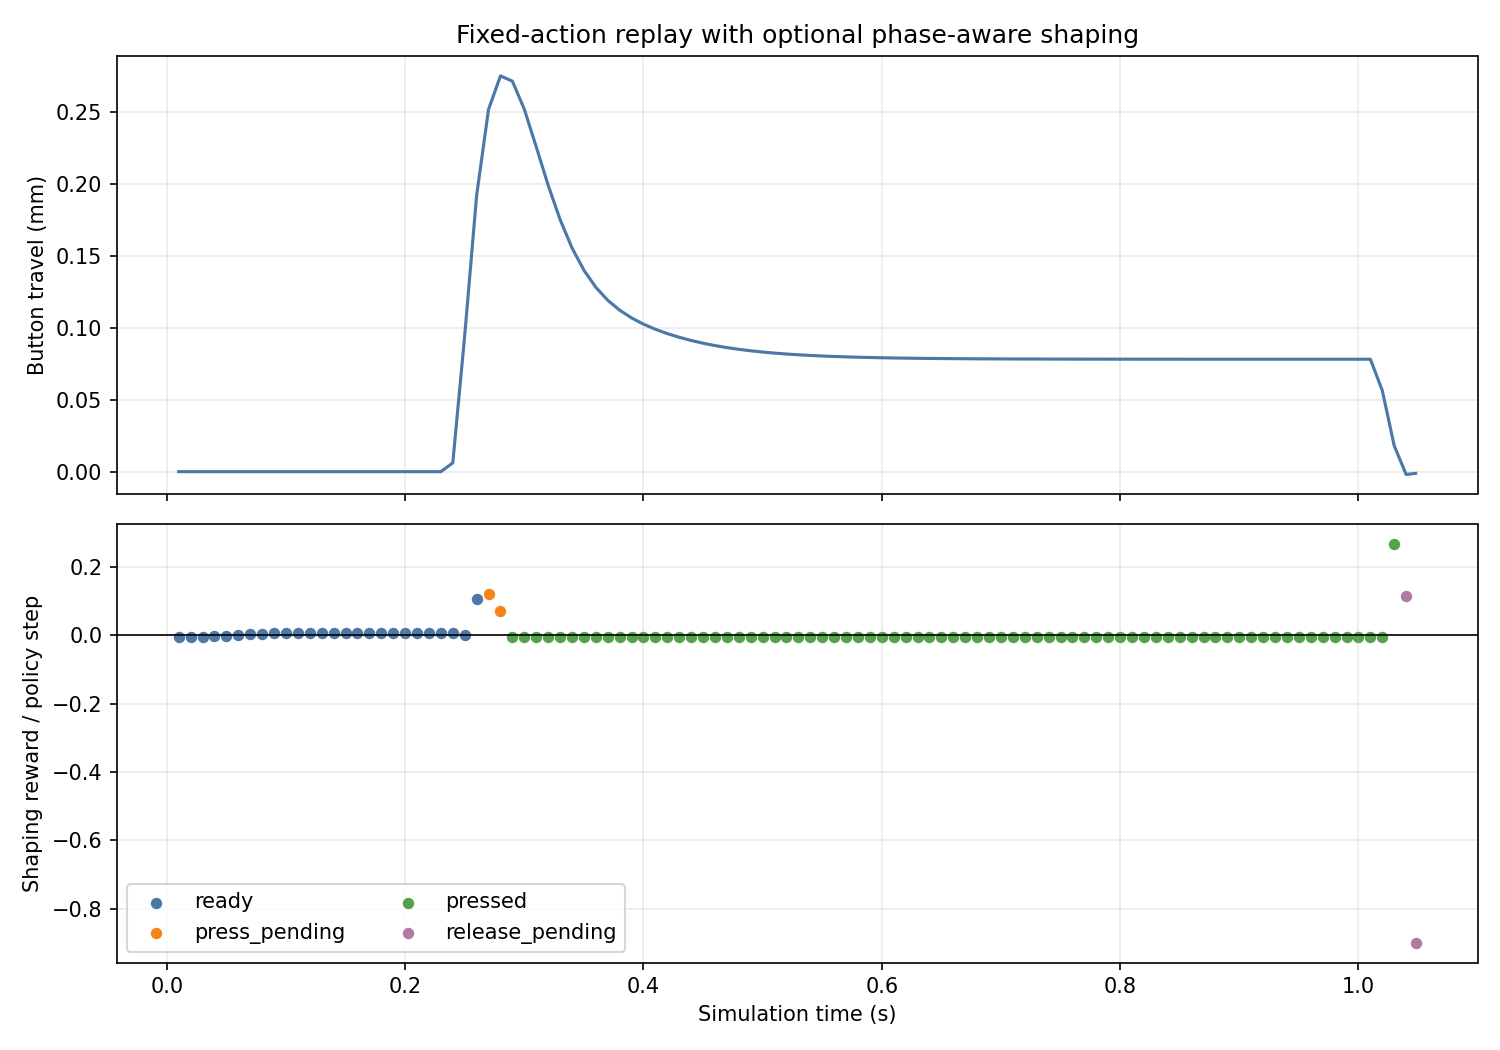 Fixed-action replay with optional phase-aware shaping
Button travel (mm)
0.25
0.20
0.15
0.10
0.05
0.00
Shaping reward / policy step
0.2
0.0
−0.2
−0.4
−0.6
−0.8
ready
pressed
press_pending
release_pending
0.0 0.2 0.4 0.6 0.8 1.0
Simulation time (s)